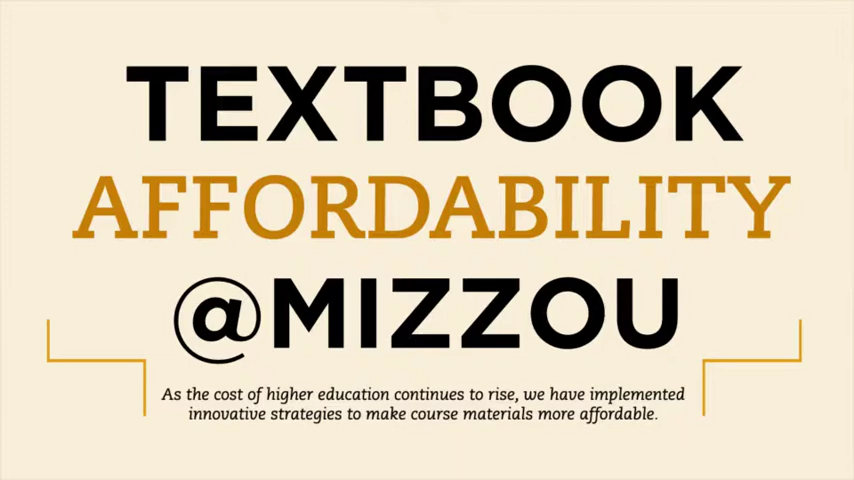 TEXTBOOK
AFFORDABILITY
@MIZZOU
As the cost of higher education continues to rise, we have implemented
innovative strategies to make course materials more affordable.